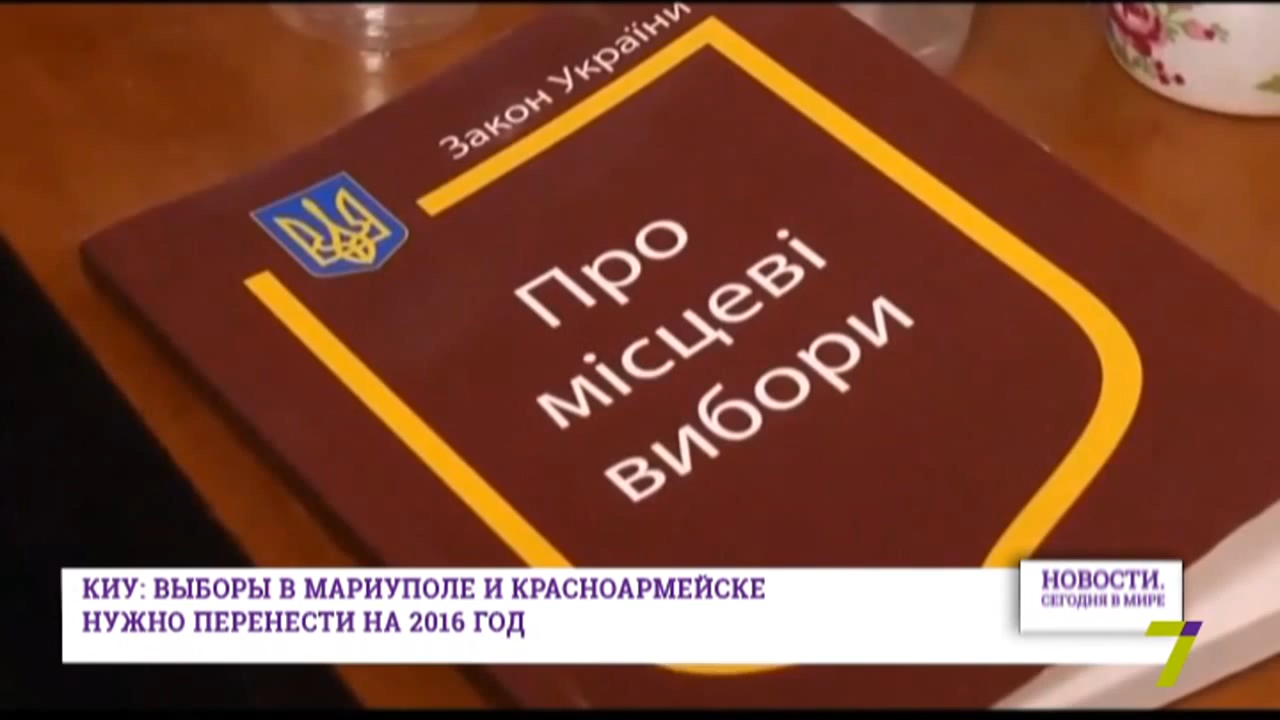 Закон України
Про
місцеві
вибори
КИУ: ВЫБОРЫ В МАРИУПОЛЕ И КРАСНОАРМЕЙСКЕ
НУЖНО ПЕРЕНЕСТИ НА 2016 ГОД
НОВОСТИ.
СЕГОДНЯ В МИРЕ
7